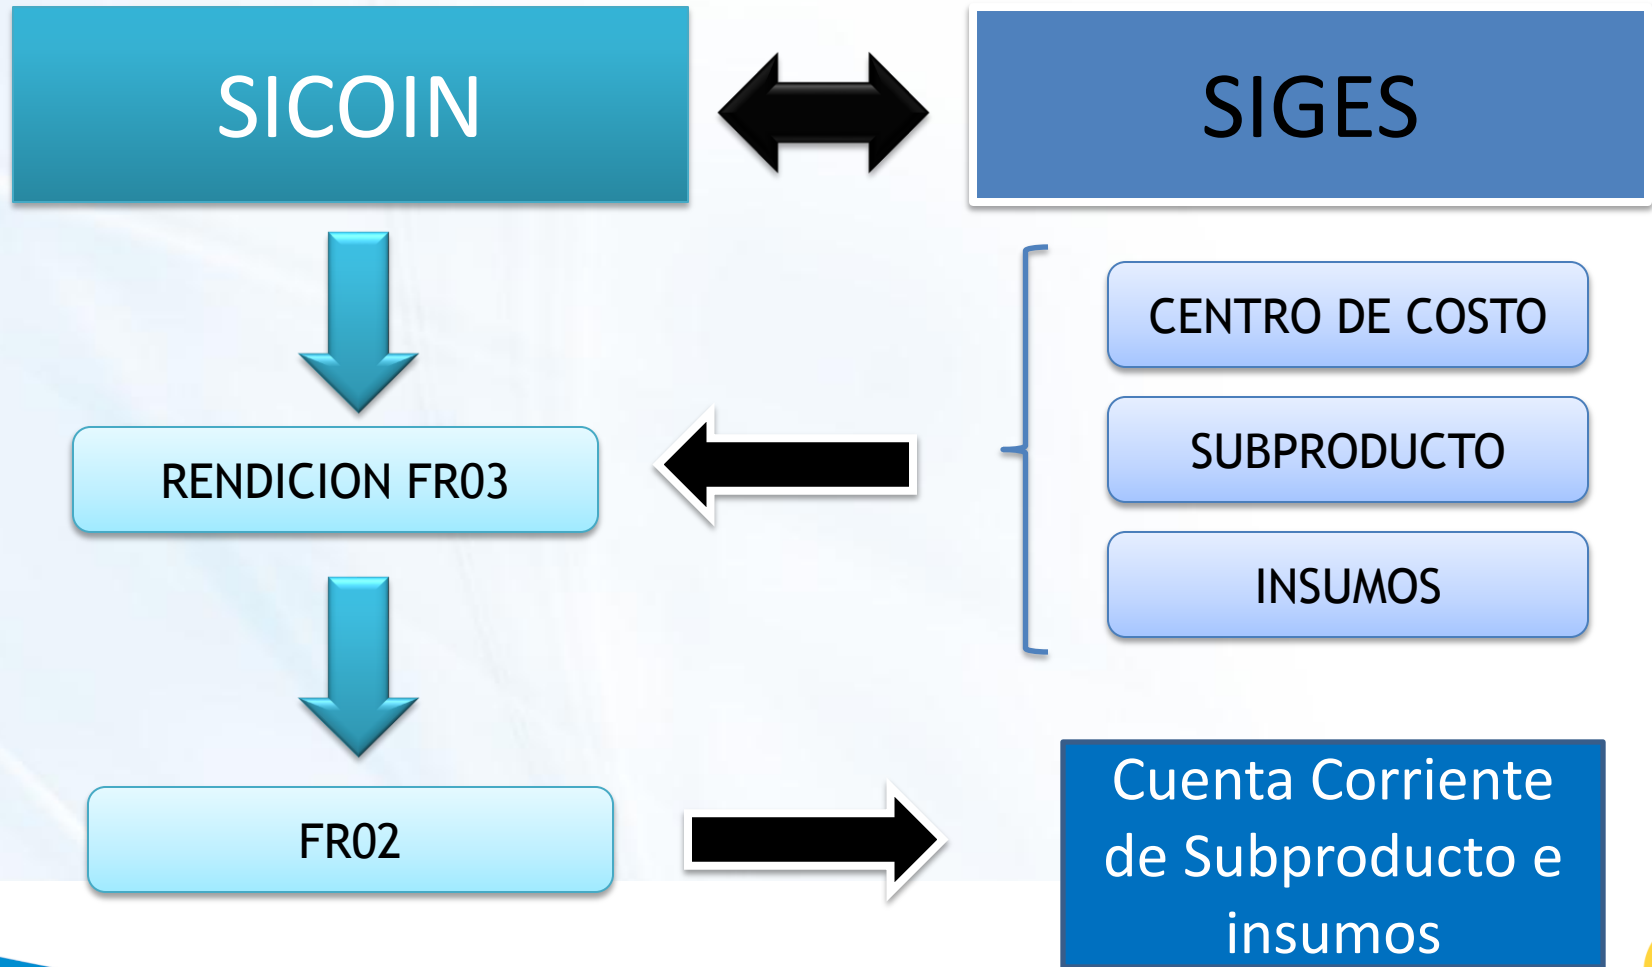 SICOIN
SIGES
CENTRO DE COSTO
RENDICION FR03
SUBPRODUCTO
INSUMOS
FR02
Cuenta Corriente
de Subproducto e
insumos